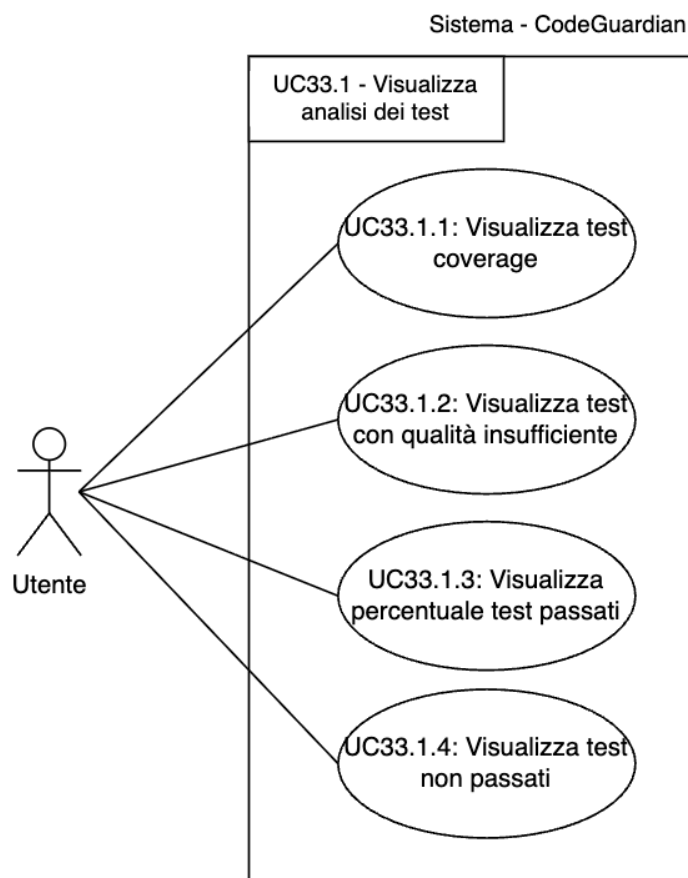 Sistema - CodeGuardian
UC33.1 - Visualizza
analisi dei test
UC33.1.1: Visualizza test
coverage
UC33.1.2: Visualizza test
con qualità insufficiente
Utente
UC33.1.3: Visualizza
percentuale test passati
UC33.1.4: Visualizza test
non passati